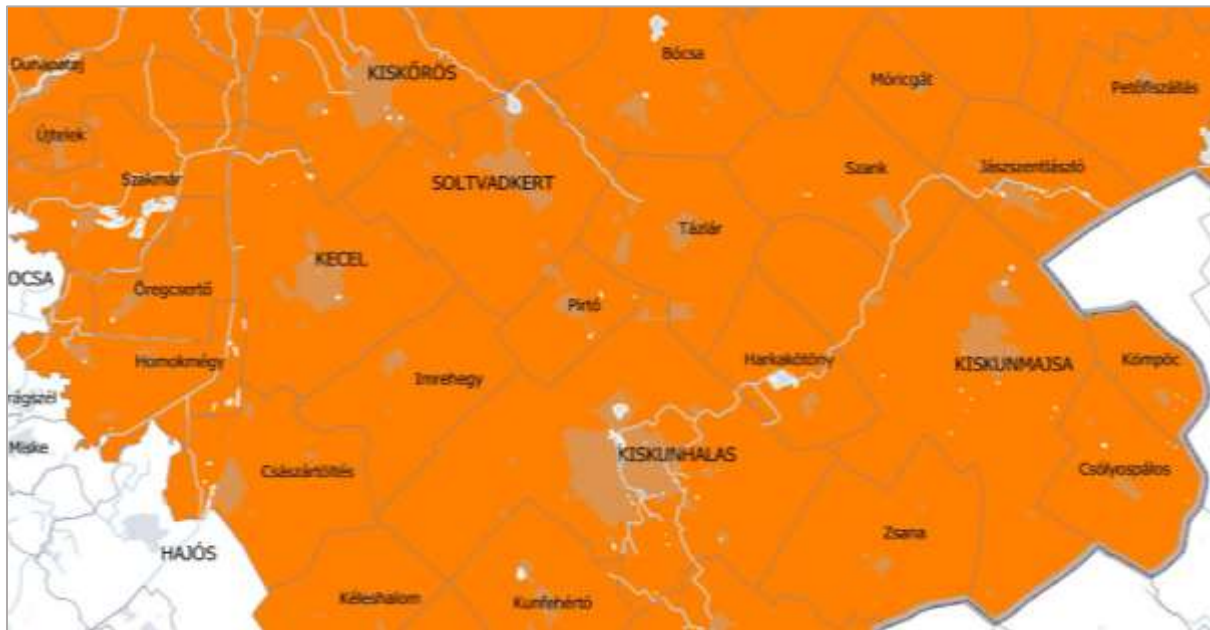 Bócsa
Dunapataj
KISKŐRÖS
Móricgát
Petőfiszállás
Újtelek
Szakmár
SOLTVADKERT
Szank
Jászszentlászló
Tázlár
KECEL
OCSA
Öregcsertő
Pirtó
Homokmégy
Imrehegy
Harkakötöny
KISKUNMAJSA
Kömpöc
rágszél
Miske
Császártöltés
KISKUNHALAS
Csólyospálos
HAJÓS
Zsana
Kéleshalom
Kunfehértó